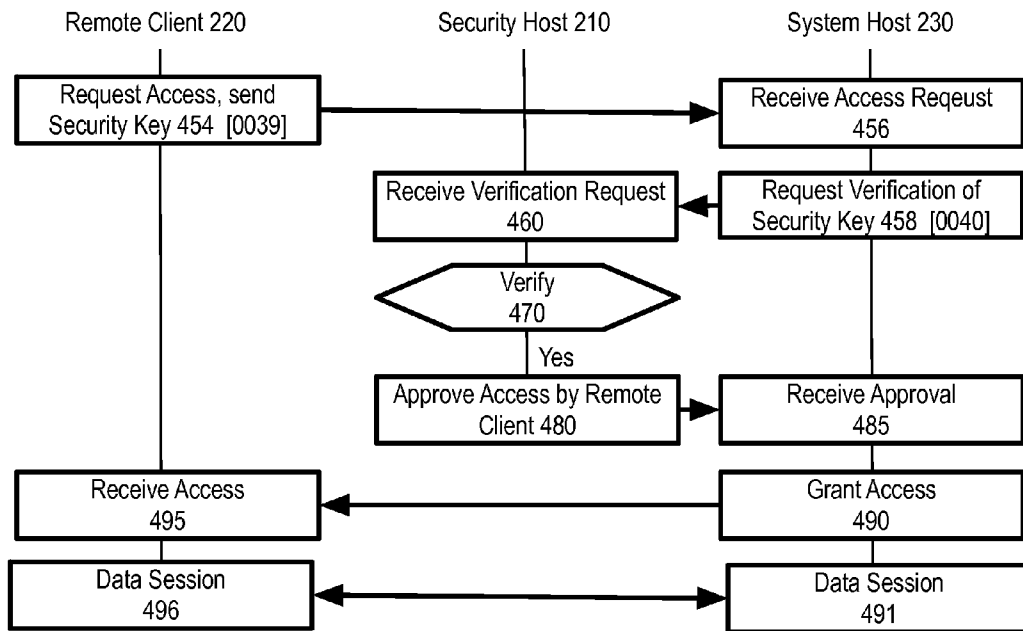 Remote Client 220
Security Host 210
System Host 230
Request Access, send
Security Key 454 [0039]
Receive Access Reqeust
456
Receive Verification Request
460
Request Verification of
Security Key 458 [0040]
Verify
470
Yes
Approve Access by Remote
Client 480
Receive Approval
485
Receive Access
495
Grant Access
490
Data Session
496
Data Session
491